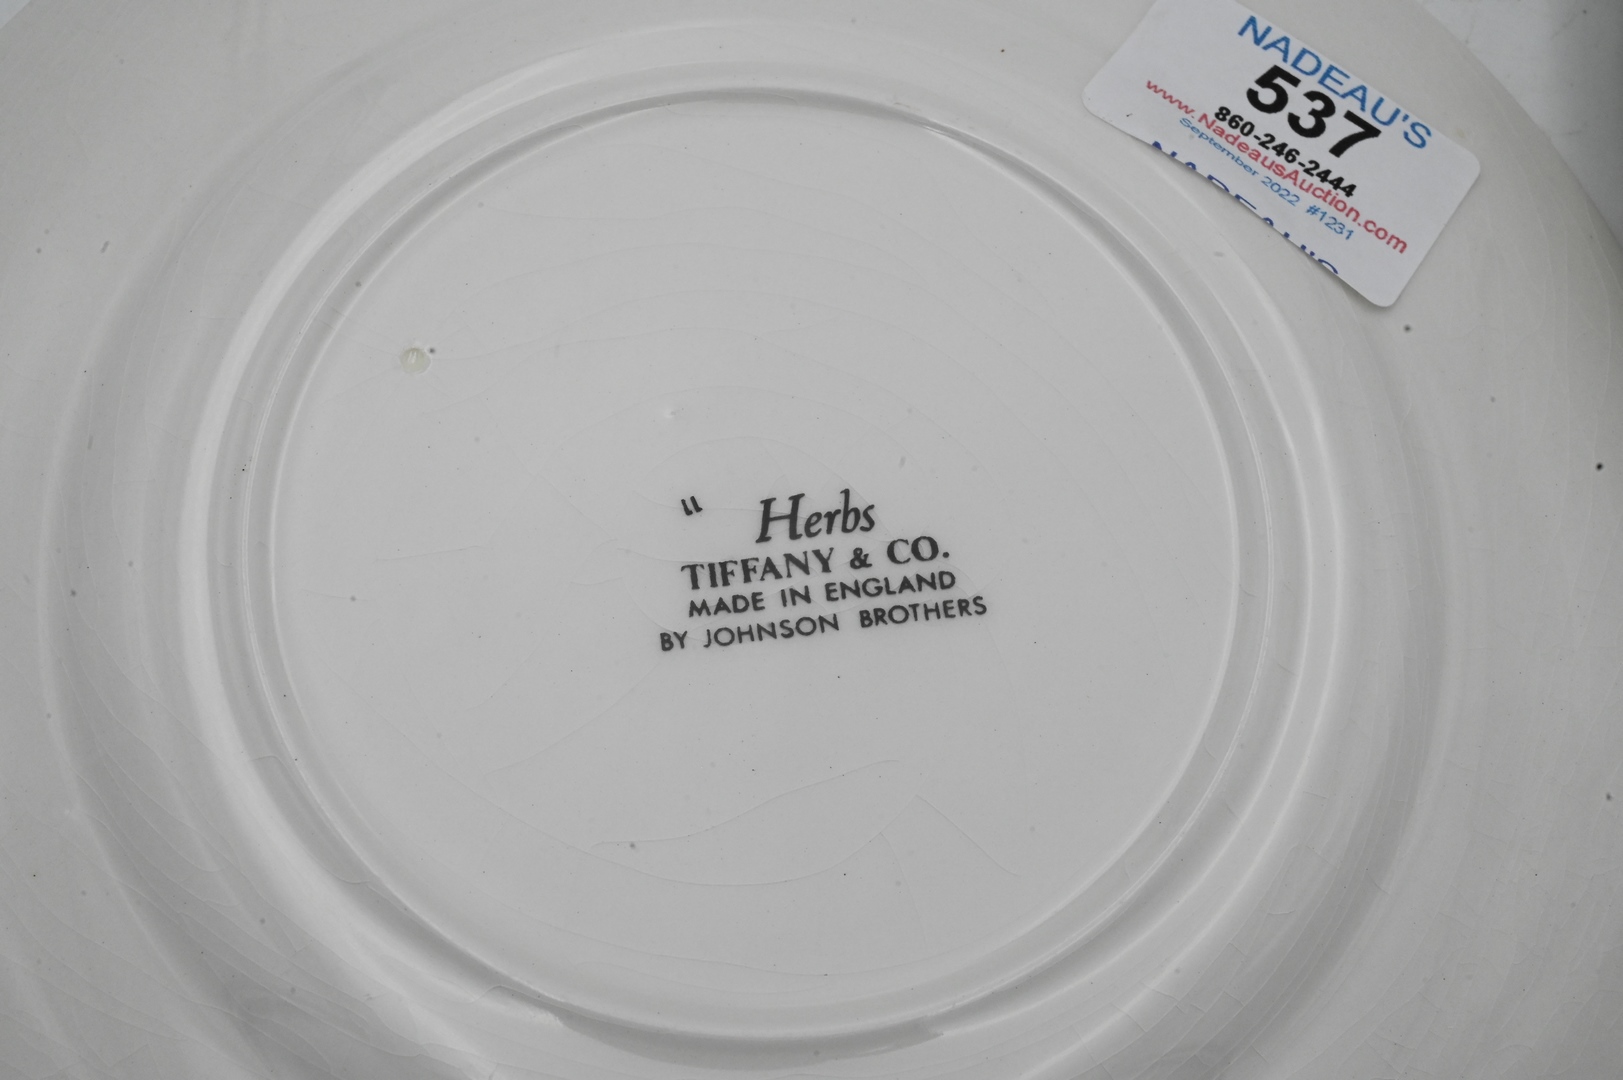 NADEAU'S
537
860-246-2444
www.NadeausAuction.com
September 2022 #1231
NADEAU'S
Herbs
TIFFANY & CO.
MADE IN ENGLAND
BY JOHNSON BROTHERS